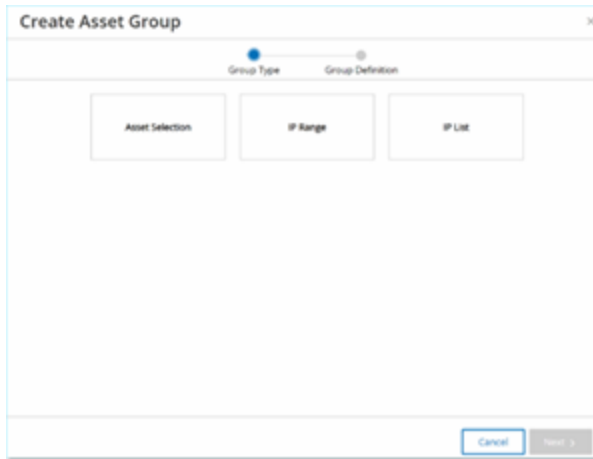 Create Asset Group
Group Type Group Definition
Asset Selection IP Range IP List
Cancel Next >